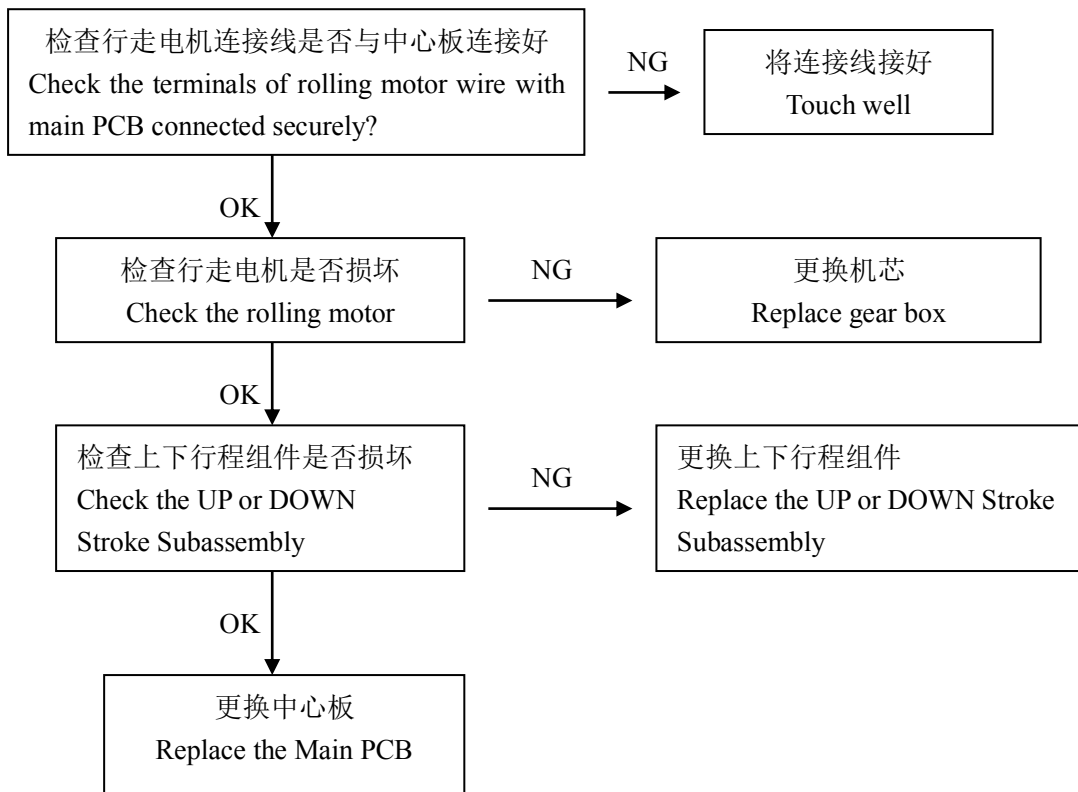 检查行走电机连接线是否与中心板连接好
Check the terminals of rolling motor wire with
main PCB connected securely?
NG
将连接线接好
Touch well
OK
检查行走电机是否损坏
Check the rolling motor
NG
更换机芯
Replace gear box
OK
检查上下行程组件是否损坏
Check the UP or DOWN
Stroke Subassembly
NG
更换上下行程组件
Replace the UP or DOWN Stroke
Subassembly
OK
更换中心板
Replace the Main PCB